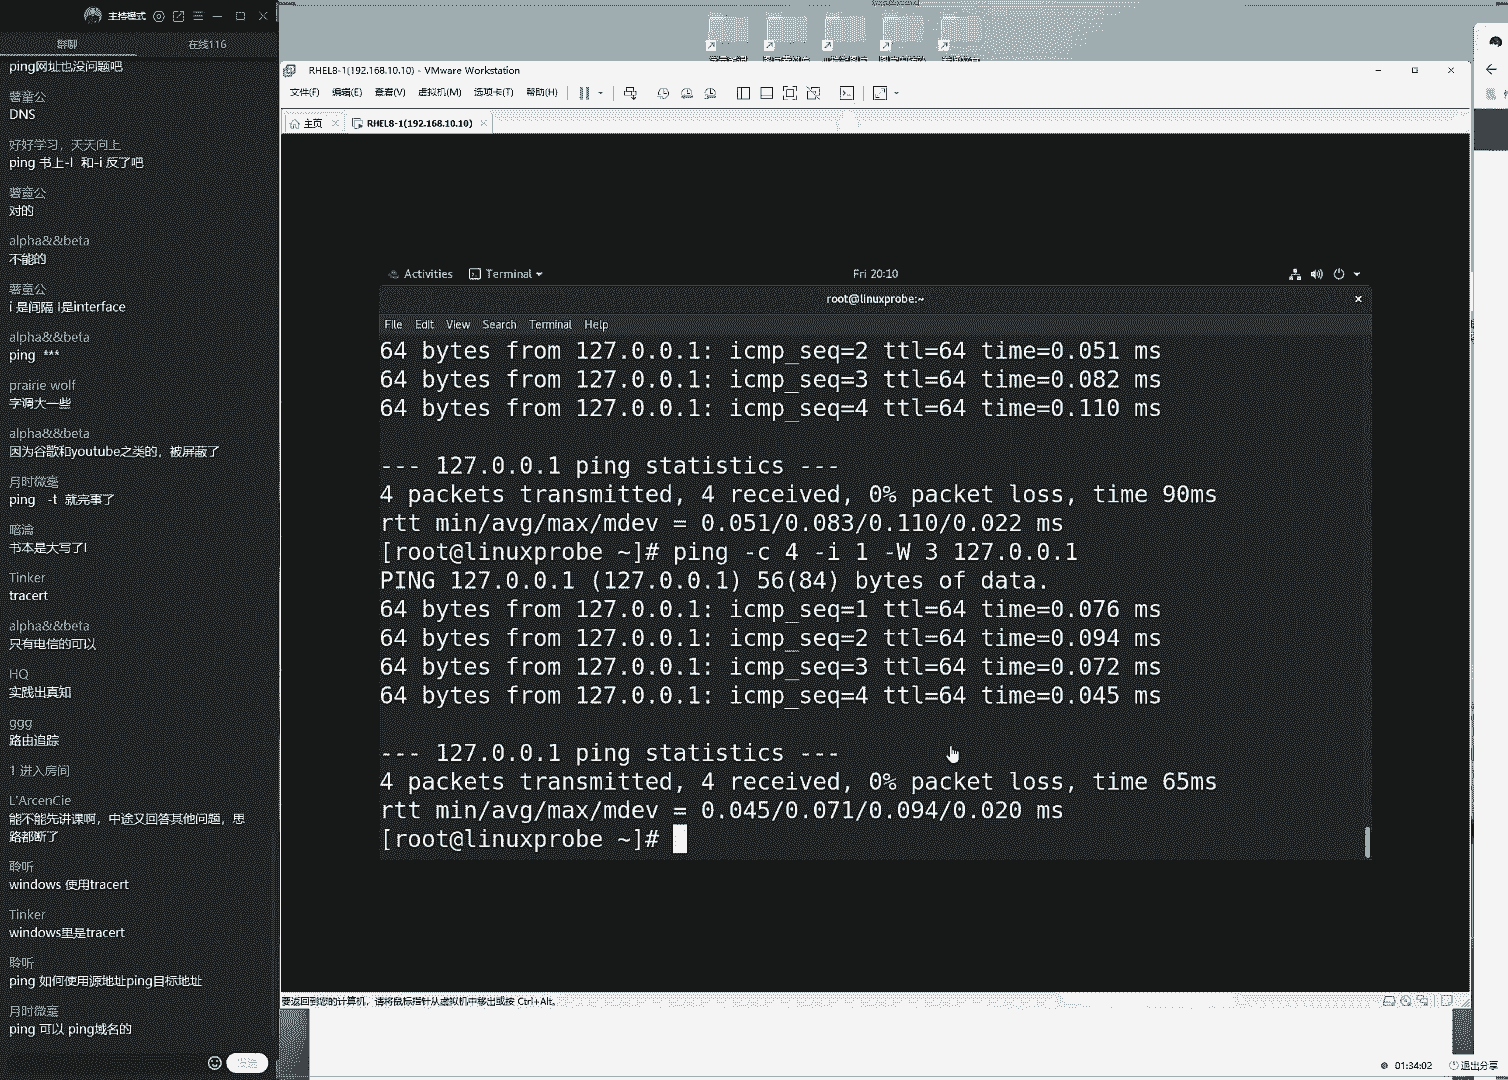 主持模式
群聊
在线116
ping网址也没问题吧
薯童公
DNS
好好学习，天天向上
ping 书上-I 和-i 反了吧
薯童公
对的
alpha&&beta
不能的
薯童公
i 是间隔 I是interface
alpha&&beta
ping ***
prairie wolf
字调大一些
alpha&&beta
因为谷歌和youtube之类的，被屏蔽了
月时微毫
ping -t 就完事了
书本是大写了I
Tinker
tracert
alpha&&beta
只有电信的可以
HQ
实践出真知
ggg
路由追踪
1 进入房间
L'ArcenCie
能不能先讲课啊，中途又回答其他问题，思
路都断了
聆听
windows 使用tracert
Tinker
windows里是tracert
聆听
ping 如何使用源地址ping目标地址
月时微毫
ping 可以 ping域名的
发送
RHEL8-1(192.168.10.10) - VMware Workstation
文件(F) 编辑(E) 查看(V) 虚拟机(M) 选项卡(T) 帮助(H)
主页
RHEL8-1(192.168.10.10)
Activities
Terminal
Fri 20:10
root@linuxprobe:~
File Edit View Search Terminal Help
64 bytes from 127.0.0.1: icmp_seq=2 ttl=64 time=0.051 ms
64 bytes from 127.0.0.1: icmp_seq=3 ttl=64 time=0.082 ms
64 bytes from 127.0.0.1: icmp_seq=4 ttl=64 time=0.110 ms
--- 127.0.0.1 ping statistics ---
4 packets transmitted, 4 received, 0% packet loss, time 90ms
rtt min/avg/max/mdev = 0.051/0.083/0.110/0.022 ms
[root@linuxprobe ~]# ping -c 4 -i 1 -W 3 127.0.0.1
PING 127.0.0.1 (127.0.0.1) 56(84) bytes of data.
64 bytes from 127.0.0.1: icmp_seq=1 ttl=64 time=0.076 ms
64 bytes from 127.0.0.1: icmp_seq=2 ttl=64 time=0.094 ms
64 bytes from 127.0.0.1: icmp_seq=3 ttl=64 time=0.072 ms
64 bytes from 127.0.0.1: icmp_seq=4 ttl=64 time=0.045 ms
--- 127.0.0.1 ping statistics ---
4 packets transmitted, 4 received, 0% packet loss, time 65ms
rtt min/avg/max/mdev = 0.045/0.071/0.094/0.020 ms
[root@linuxprobe ~]#
要返回到您的计算机，请将鼠标指针从虚拟机中移出或按 Ctrl+Alt。
01:34:02
退出分享